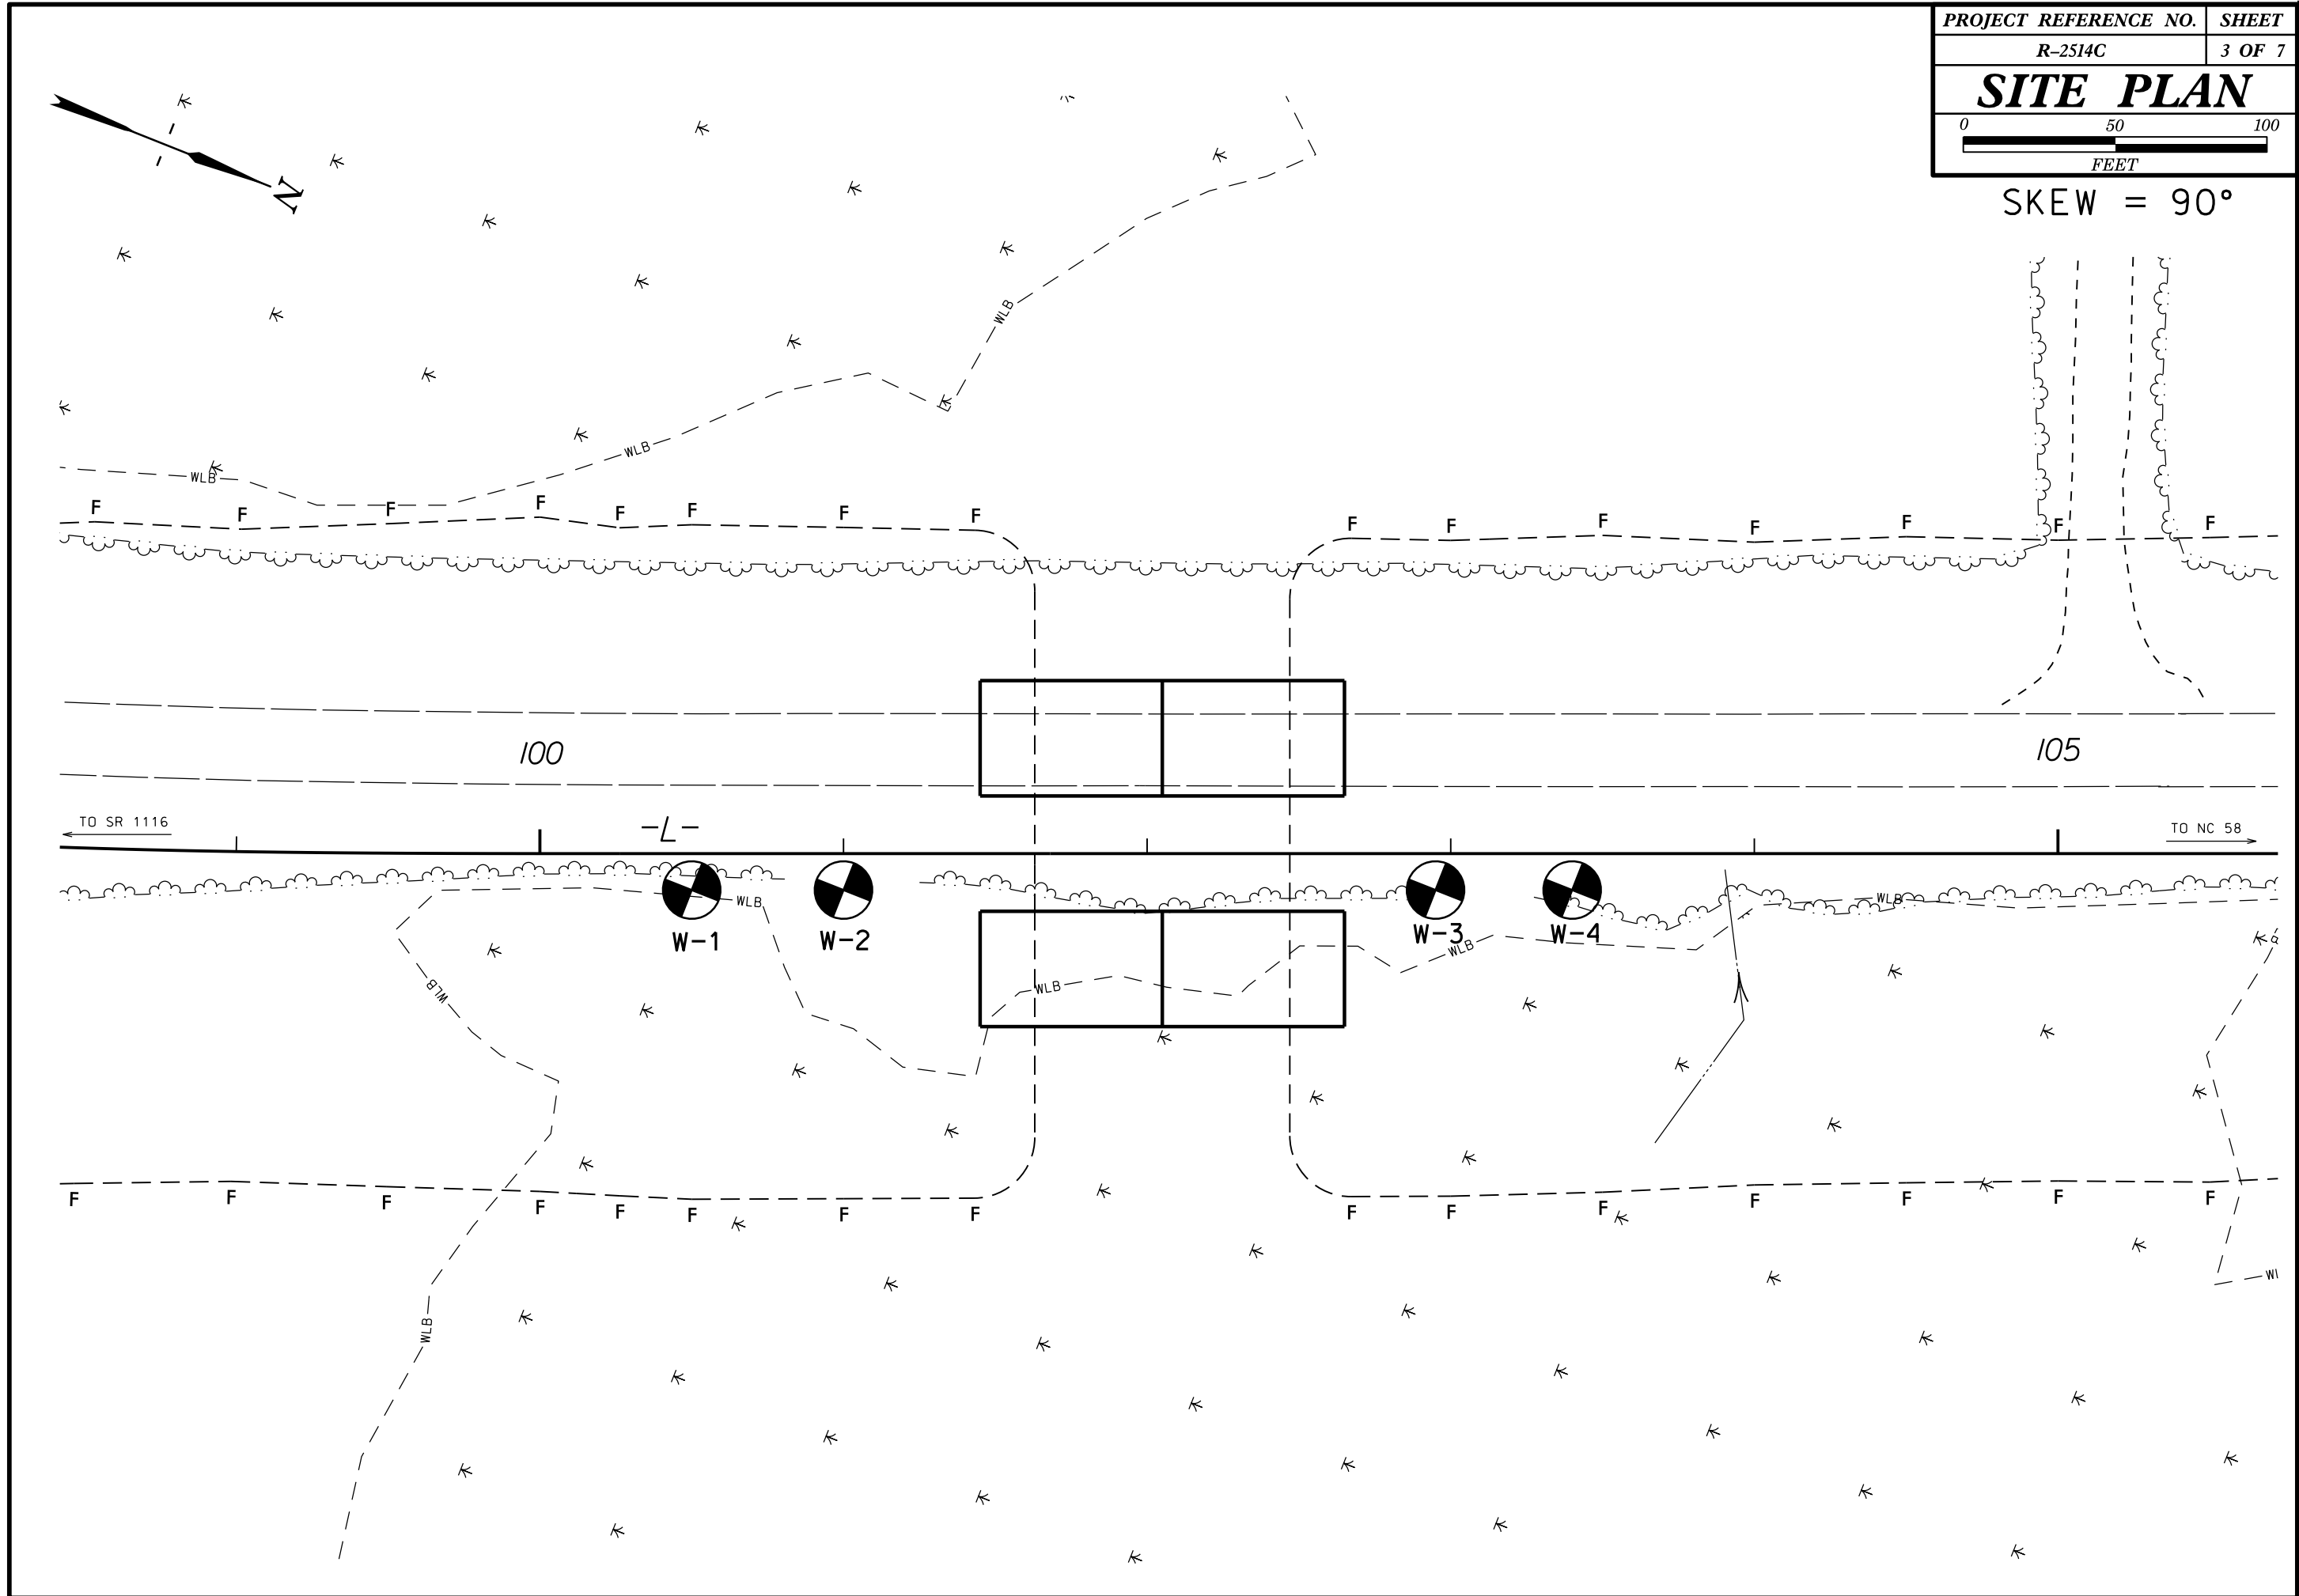 PROJECT REFERENCE NO. SHEET
R-2514C 3 OF 7
SITE PLAN
0 50 100
FEET
SKEW = 90°
N
WLB
WLB
WLB
F F F F F F F F F F F F F F F
100 105
TO SR 1116
-L-
TO NC 58
WLB
WLB
W-1 W-2 W-3 W-4
WLB
WLB
WLB
F F F F F F F F F F F F F F F
WLB